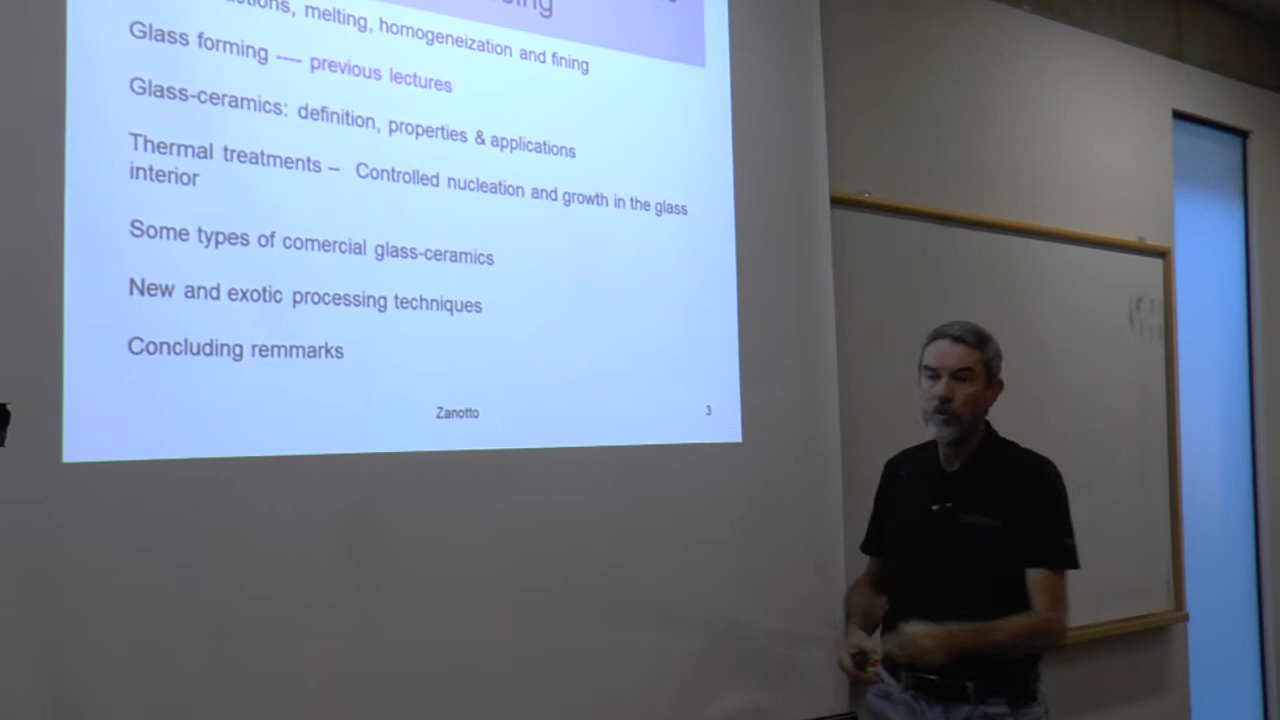 melting, homogeneization and fining
Glass forming ---- previous lectures
Glass-ceramics: definition, properties & applications
Thermal treatments – Controlled nucleation and growth in the glass
interior
Some types of comercial glass-ceramics
New and exotic processing techniques
Concluding remmarks
Zanotto
3